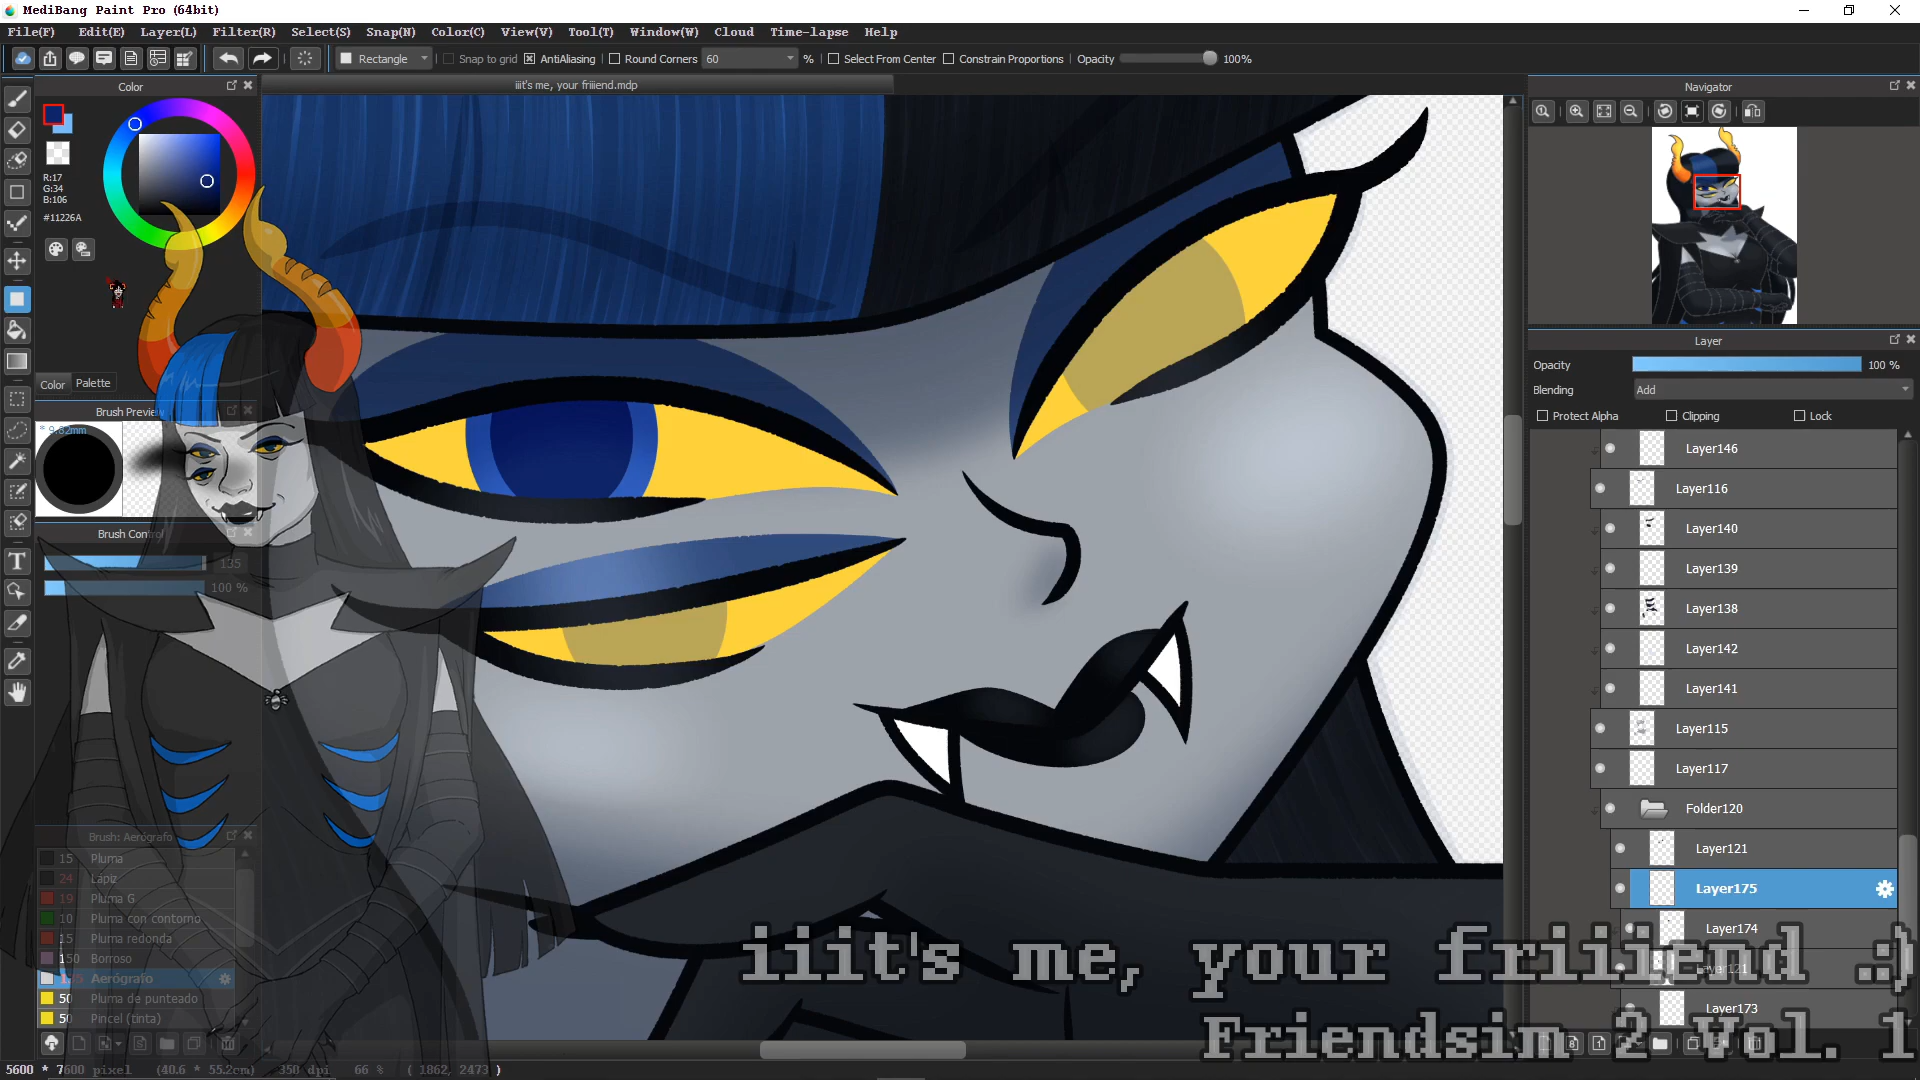 MediBang Paint Pro (64bit)
File(F) Edit(E) Layer(L) Filter(R) Select(S) Snap(N) Color(C) View(V) Tool(T) Window(W) Cloud Time-lapse Help
Rectangle Snap to grid AntiAliasing Round Corners 60 % Select From Center Constrain Proportions Opacity 100%
Color
iiit's me, your friiend.mdp
Navigator
R:17
G:34
B:106
#11226A
Color Palette
Brush Preview
* 9.82mm
Brush Control
135
100 %
Brush: Aerógrafo
15 Pluma
24 Lápiz
19 Pluma G
10 Pluma con contorno
15 Pluma redonda
150 Borroso
Aerógrafo
50 Pluma de punteado
50 Pincel (tinta)
Layer
Opacity 100 %
Blending Add
Protect Alpha Clipping Lock
Layer146
Layer116
Layer140
Layer139
Layer138
Layer142
Layer141
Layer115
Layer117
Folder120
Layer121
Layer175
Layer174
Layer173
iiit's me, your friiiend ::)
Friendsim 2 Vol. 1
5600 * 7600 pixel (40.6 * 55.2cm) 350 dpi 66 % ( 1862, 2473 )